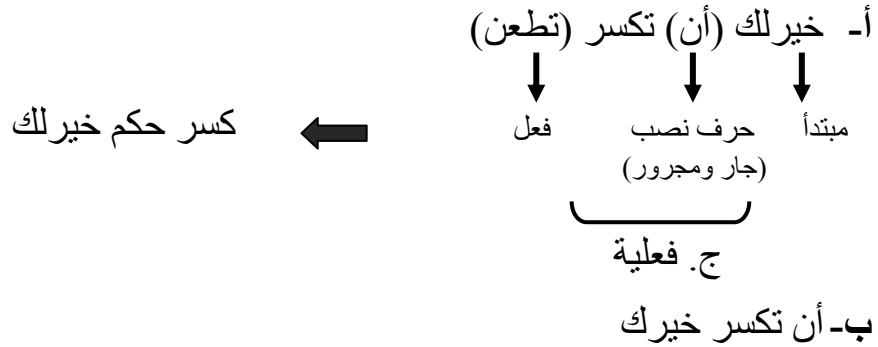 أ- خيرلك (أن) تكسر (تطعن)
مبتدأ حرف نصب فعل
(جار ومجرور)
كسر حكم خيرلك
ج. فعلية
ب- أن تكسر خيرك